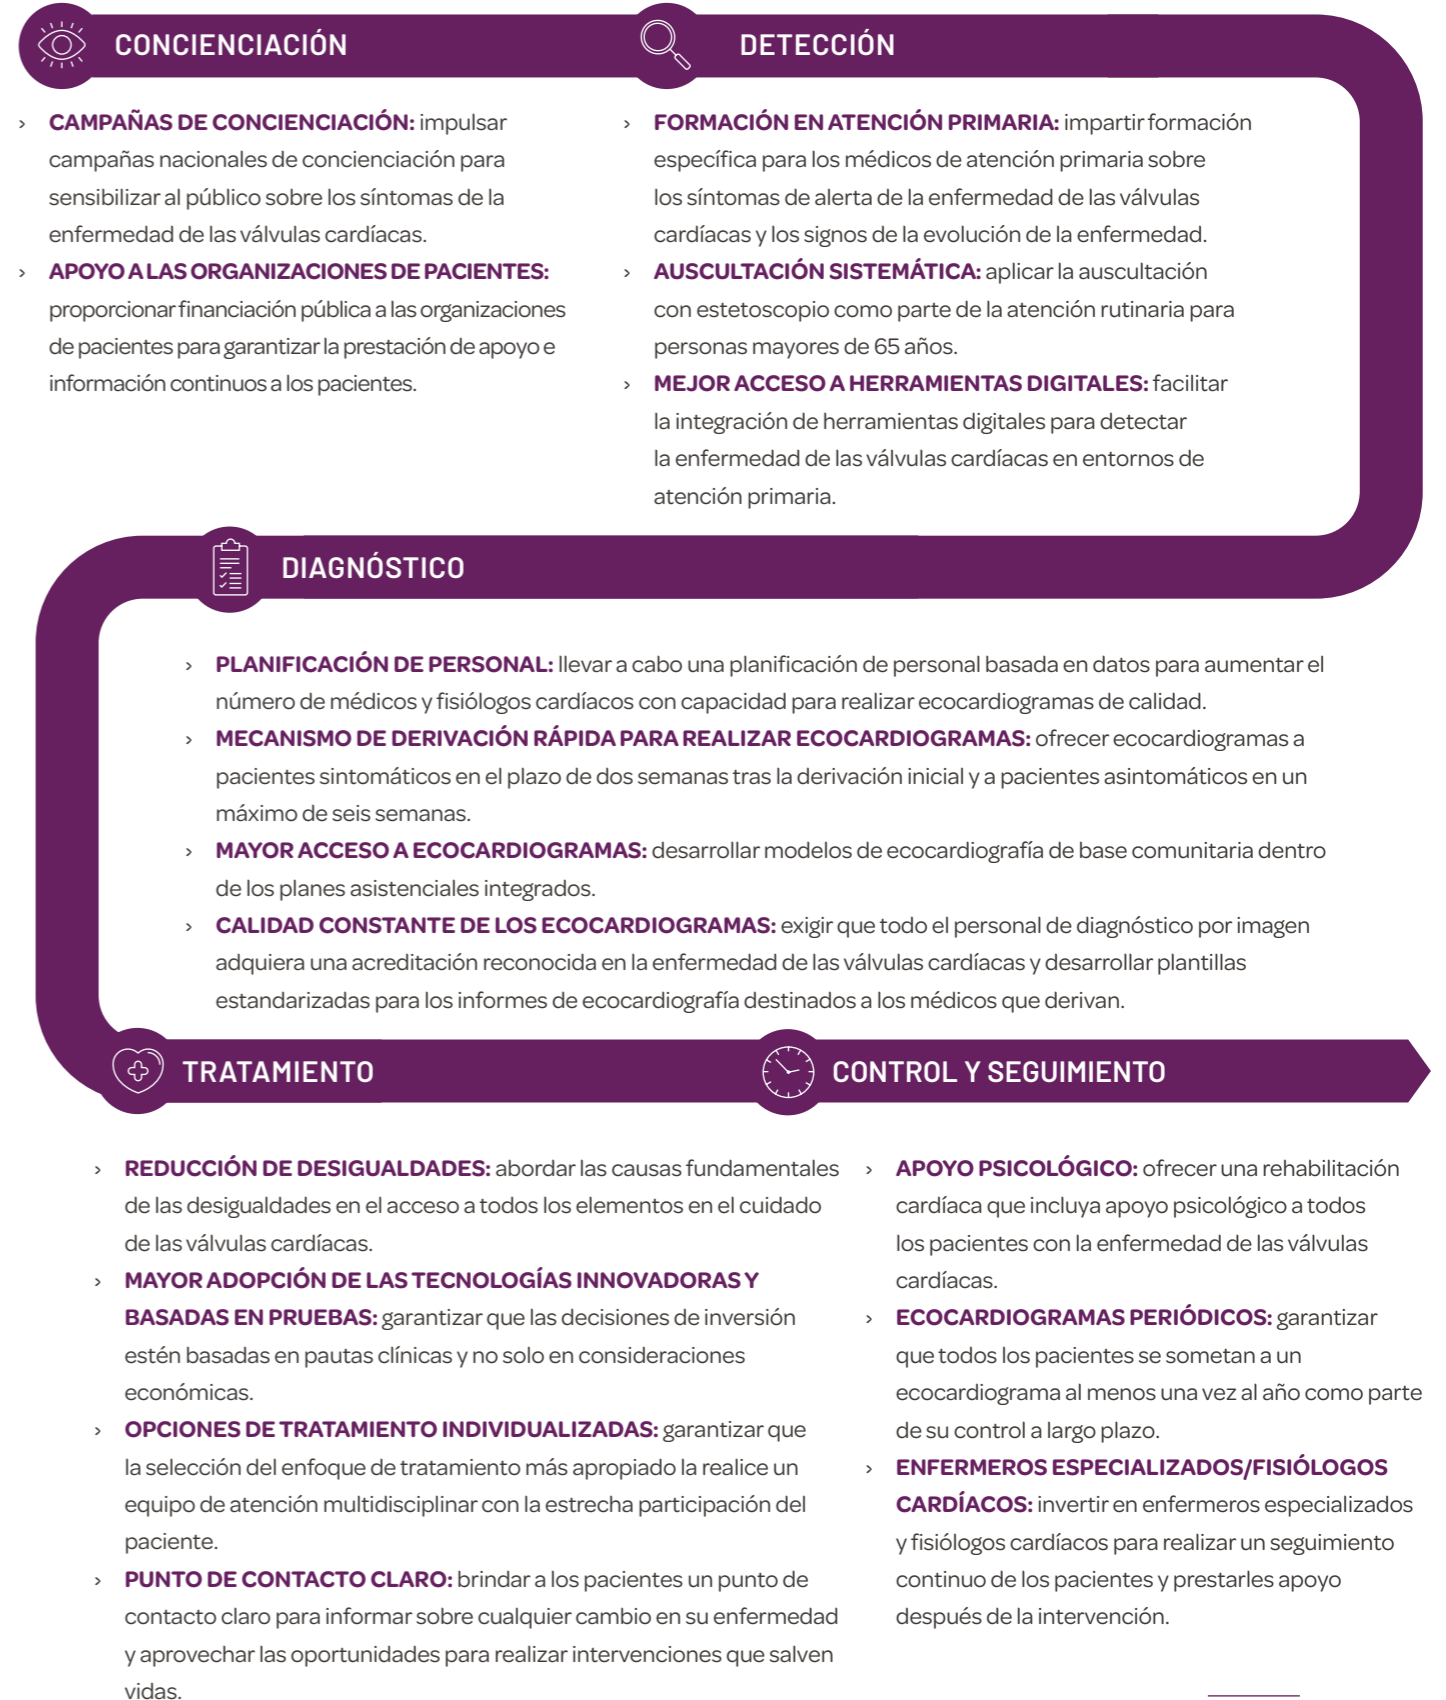 CONCIENCIACIÓN
› CAMPAÑAS DE CONCIENCIACIÓN: impulsar
campañas nacionales de concienciación para
sensibilizar al público sobre los síntomas de la
enfermedad de las válvulas cardíacas.
› APOYO A LAS ORGANIZACIONES DE PACIENTES:
proporcionar financiación pública a las organizaciones
de pacientes para garantizar la prestación de apoyo e
información continuos a los pacientes.
DETECCIÓN
› FORMACIÓN EN ATENCIÓN PRIMARIA: impartir formación
específica para los médicos de atención primaria sobre
los síntomas de alerta de la enfermedad de las válvulas
cardíacas y los signos de la evolución de la enfermedad.
› AUSCULTACIÓN SISTEMÁTICA: aplicar la auscultación
con estetoscopio como parte de la atención rutinaria para
personas mayores de 65 años.
› MEJOR ACCESO A HERRAMIENTAS DIGITALES: facilitar
la integración de herramientas digitales para detectar
la enfermedad de las válvulas cardíacas en entornos de
atención primaria.
DIAGNÓSTICO
› PLANIFICACIÓN DE PERSONAL: llevar a cabo una planificación de personal basada en datos para aumentar el
número de médicos y fisiólogos cardíacos con capacidad para realizar ecocardiogramas de calidad.
› MECANISMO DE DERIVACIÓN RÁPIDA PARA REALIZAR ECOCARDIOGRAMAS: ofrecer ecocardiogramas a
pacientes sintomáticos en el plazo de dos semanas tras la derivación inicial y a pacientes asintomáticos en un
máximo de seis semanas.
› MAYOR ACCESO A ECOCARDIOGRAMAS: desarrollar modelos de ecocardiografía de base comunitaria dentro
de los planes asistenciales integrados.
› CALIDAD CONSTANTE DE LOS ECOCARDIOGRAMAS: exigir que todo el personal de diagnóstico por imagen
adquiera una acreditación reconocida en la enfermedad de las válvulas cardíacas y desarrollar plantillas
estandarizadas para los informes de ecocardiografía destinados a los médicos que derivan.
TRATAMIENTO
› REDUCCIÓN DE DESIGUALDADES: abordar las causas fundamentales
de las desigualdades en el acceso a todos los elementos en el cuidado
de las válvulas cardíacas.
› MAYOR ADOPCIÓN DE LAS TECNOLOGÍAS INNOVADORAS Y
BASADAS EN PRUEBAS: garantizar que las decisiones de inversión
estén basadas en pautas clínicas y no solo en consideraciones
económicas.
› OPCIONES DE TRATAMIENTO INDIVIDUALIZADAS: garantizar que
la selección del enfoque de tratamiento más apropiado la realice un
equipo de atención multidisciplinar con la estrecha participación del
paciente.
› PUNTO DE CONTACTO CLARO: brindar a los pacientes un punto de
contacto claro para informar sobre cualquier cambio en su enfermedad
y aprovechar las oportunidades para realizar intervenciones que salven
vidas.
CONTROL Y SEGUIMIENTO
› APOYO PSICOLÓGICO: ofrecer una rehabilitación
cardíaca que incluya apoyo psicológico a todos
los pacientes con la enfermedad de las válvulas
cardíacas.
› ECOCARDIOGRAMAS PERIÓDICOS: garantizar
que todos los pacientes se sometan a un
ecocardiograma al menos una vez al año como parte
de su control a largo plazo.
› ENFERMEROS ESPECIALIZADOS/FISIÓLOGOS
CARDÍACOS: invertir en enfermeros especializados
y fisiólogos cardíacos para realizar un seguimiento
continuo de los pacientes y prestarles apoyo
después de la intervención.